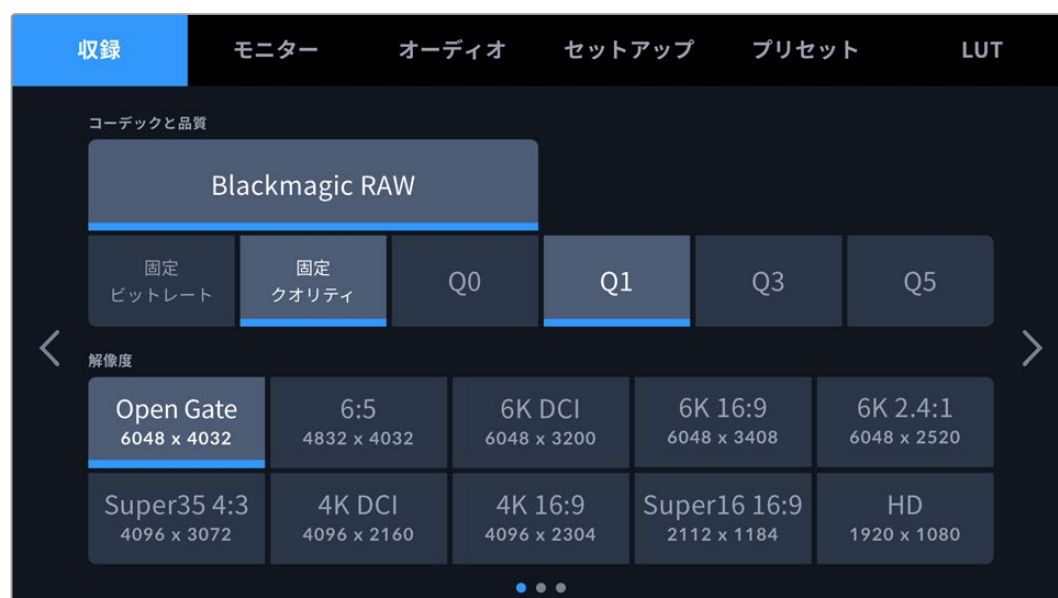 収録 モニター オーディオ セットアップ プリセット LUT
コーデックと品質
Blackmagic RAW
固定
ビットレート
固定
クオリティ
Q0 Q1 Q3 Q5
解像度
Open Gate 6:5 6K DCI 6K 16:9 6K 2.4:1
6048 x 4032 4832 x 4032 6048 x 3200 6048 x 3408 6048 x 2520
Super35 4:3 4K DCI 4K 16:9 Super16 16:9 HD
4096 x 3072 4096 x 2160 4096 x 2304 2112 x 1184 1920 x 1080